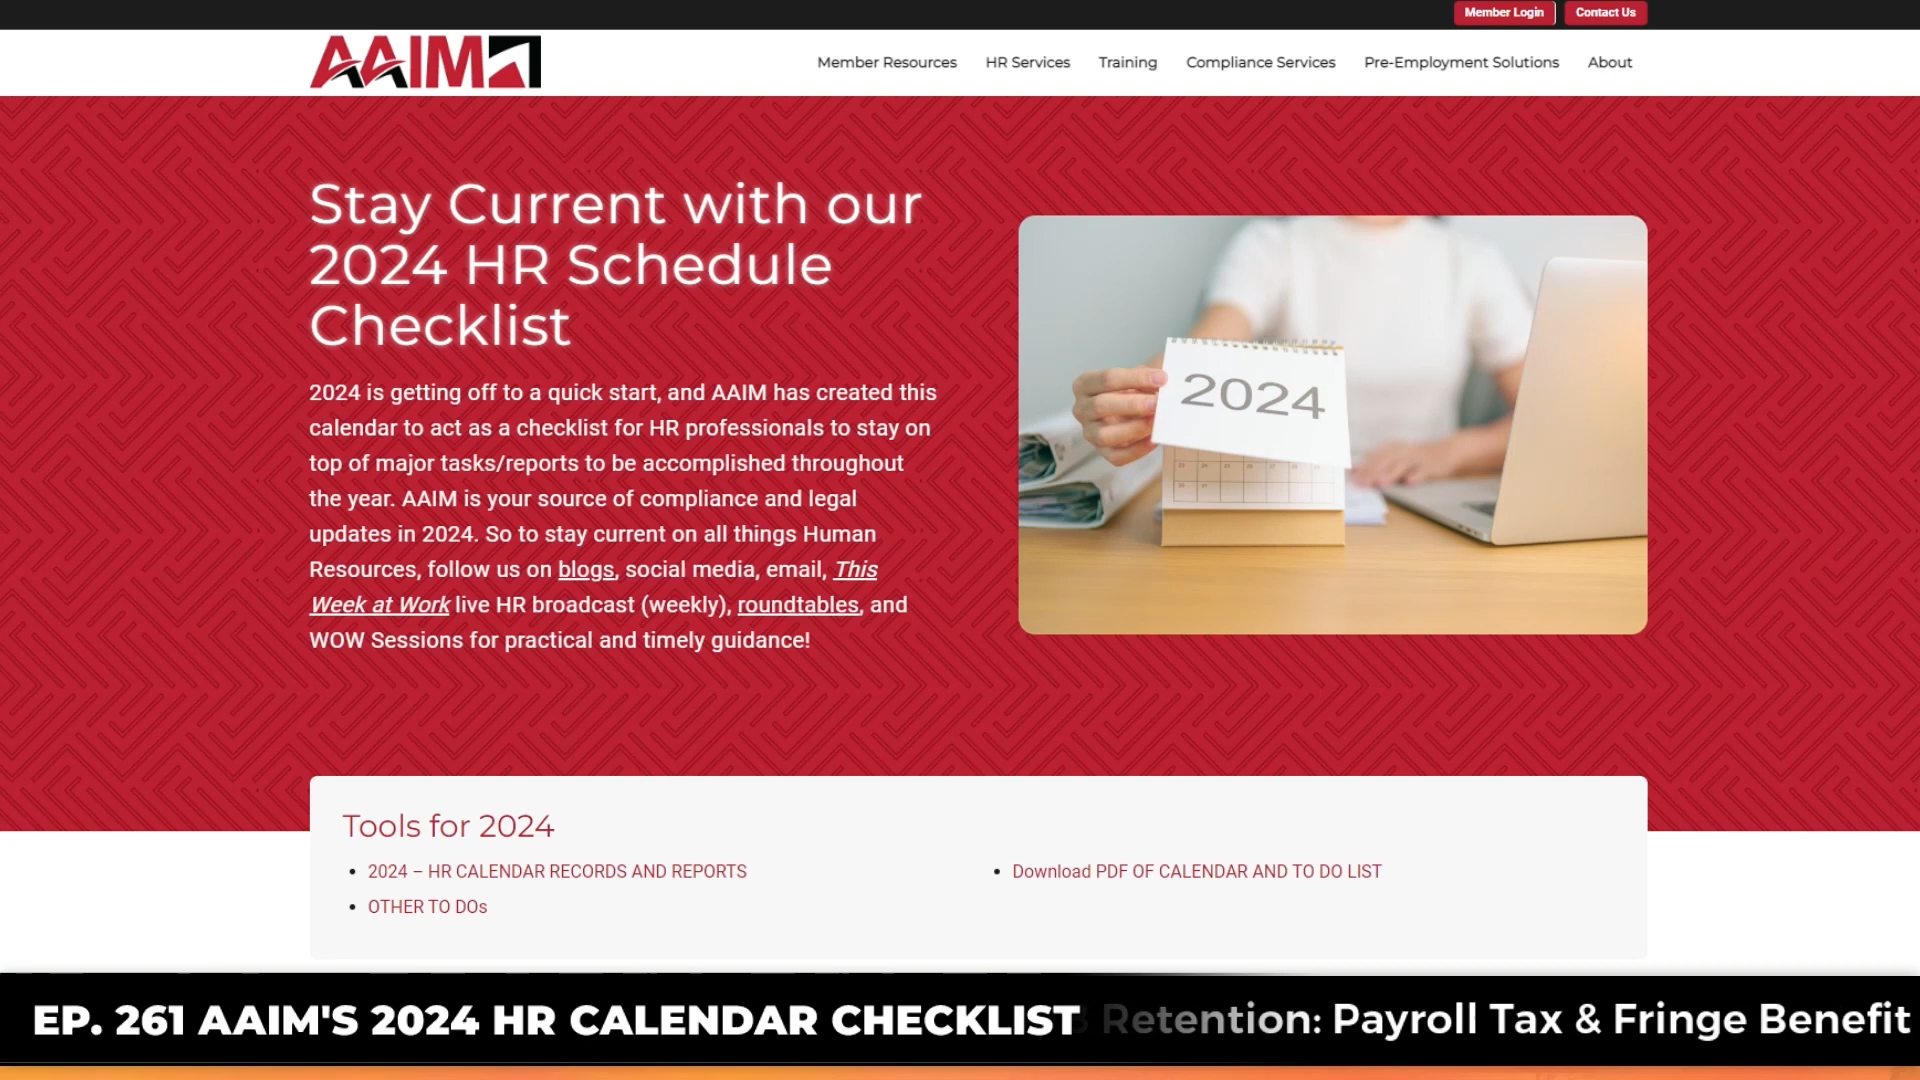 Member Login Contact Us
AAIM
Member Resources HR Services Training Compliance Services Pre-Employment Solutions About
Stay Current with our
2024 HR Schedule
Checklist
2024 is getting off to a quick start, and AAIM has created this
calendar to act as a checklist for HR professionals to stay on
top of major tasks/reports to be accomplished throughout
the year. AAIM is your source of compliance and legal
updates in 2024. So to stay current on all things Human
Resources, follow us on blogs, social media, email, This
Week at Work live HR broadcast (weekly), roundtables, and
WOW Sessions for practical and timely guidance!
2024
Tools for 2024
2024 – HR CALENDAR RECORDS AND REPORTS
OTHER TO DOs
Download PDF OF CALENDAR AND TO DO LIST
EP. 261 AAIM'S 2024 HR CALENDAR CHECKLIST Retention: Payroll Tax & Fringe Benefit